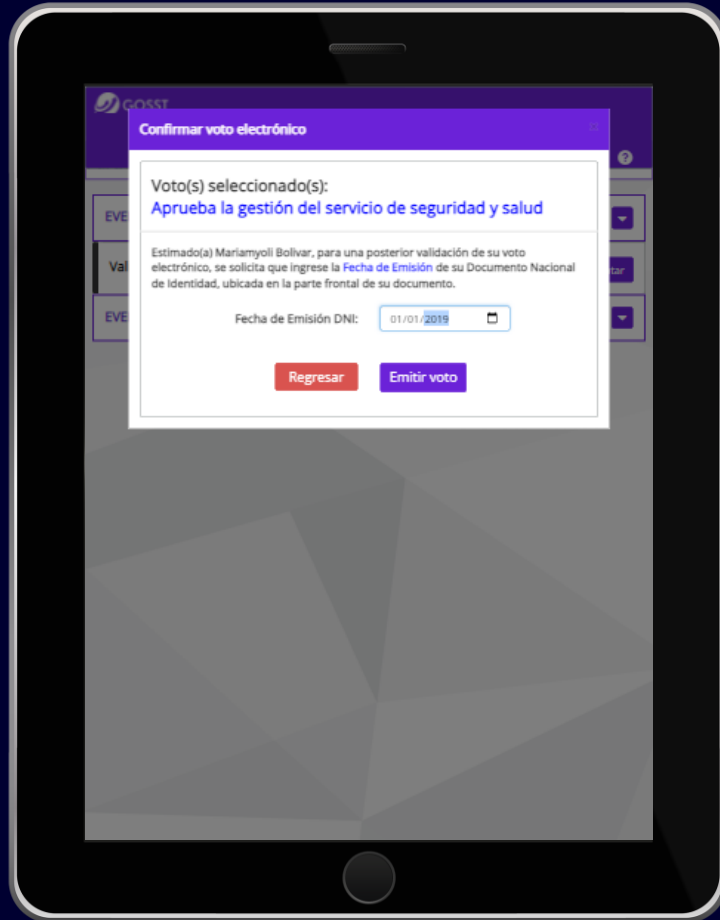 GOSST
Confirmar voto electrónico
?
Voto(s) seleccionado(s):
Aprueba la gestión del servicio de seguridad y salud
EVE
Estimado(a) Mariamyoli Bolivar, para una posterior validación de su voto
electrónico, se solicita que ingrese la Fecha de Emisión de su Documento Nacional
de Identidad, ubicada en la parte frontal de su documento.
Val
tar
EVE
Fecha de Emisión DNI: 01/01/2019
Regresar Emitir voto